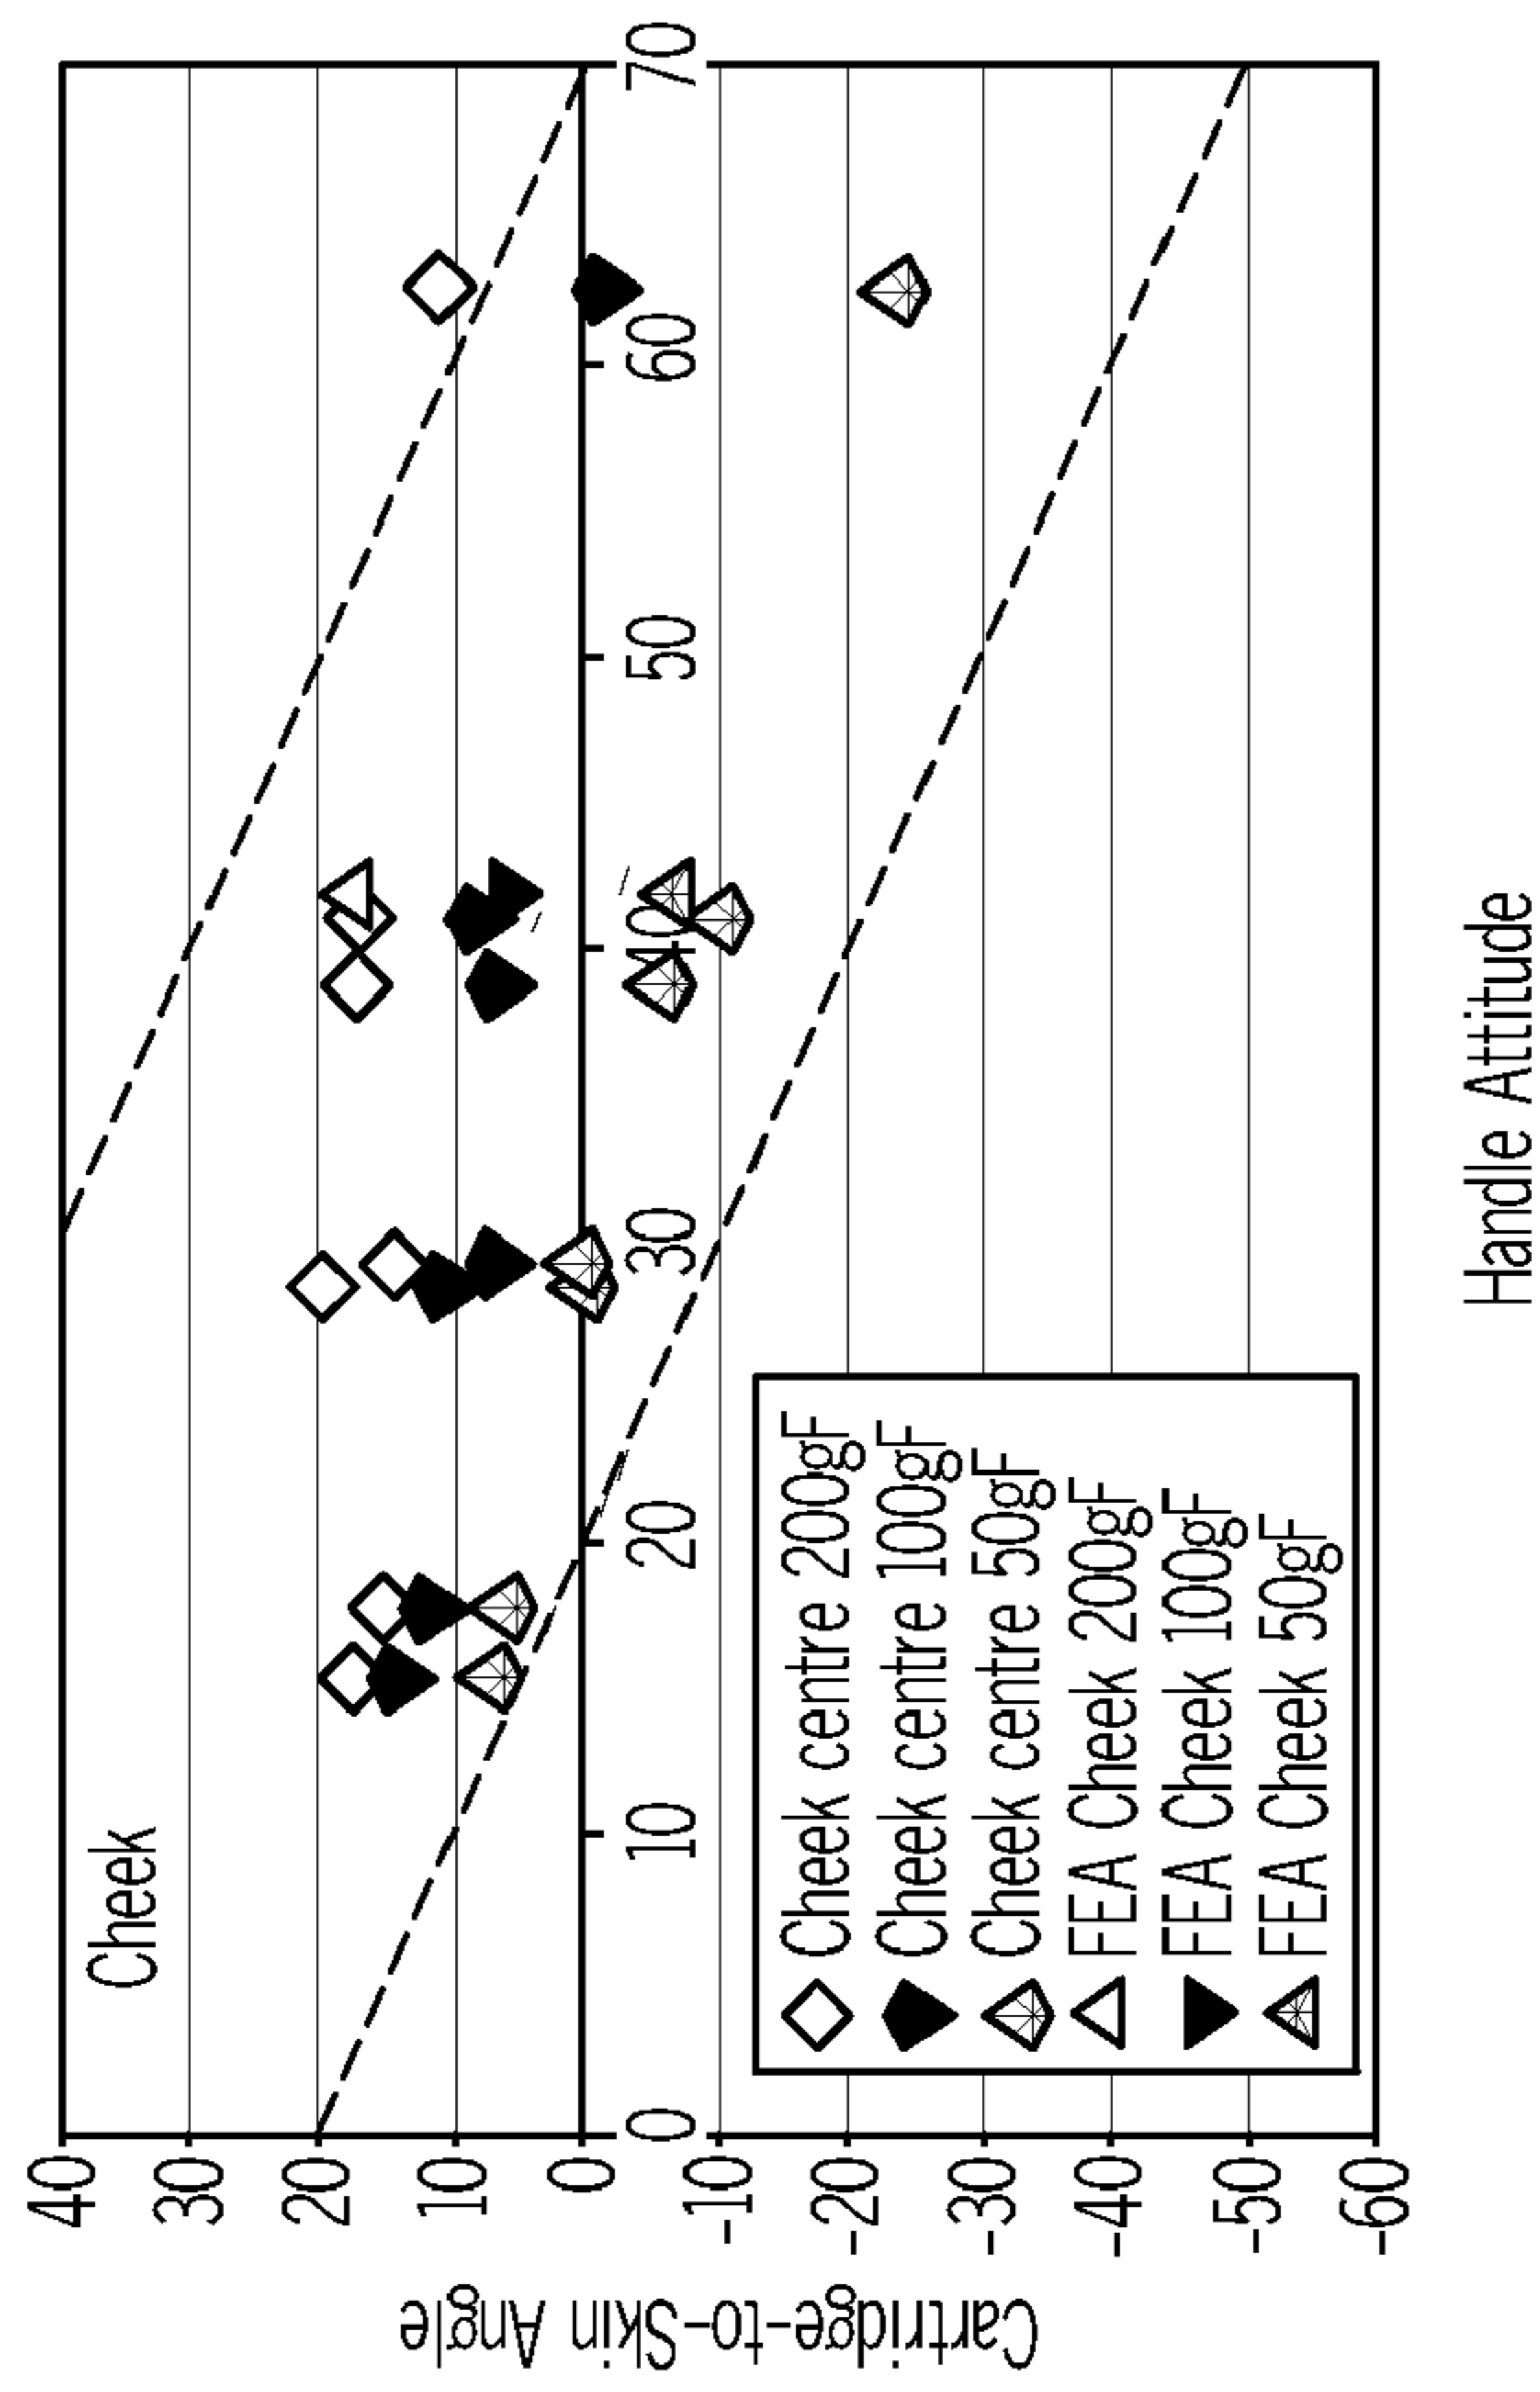 Cheek
40
30
20
10
0
-10
-20
-30
-40
-50
-60
Cartridge-to-Skin Angle
0 10 20 30 40 50 60 70
Handle Attitude
Cheek centre 200gF
Cheek centre 100gF
Cheek centre 50gF
FEA Cheek 200gF
FEA Cheek 100gF
FEA Cheek 50gF